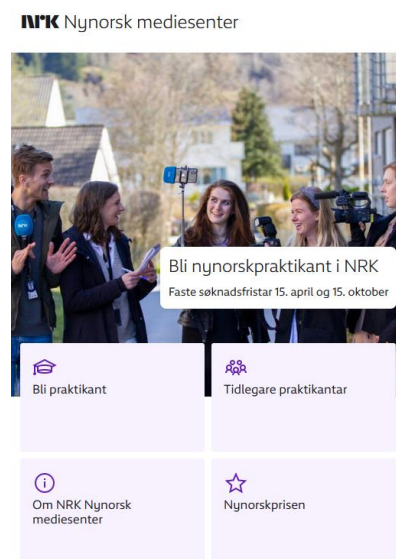 NRK Nynorsk mediesenter
nrk
Bli nynorskpraktikant i NRK
Faste søknadsfristar 15. april og 15. oktober
Bli praktikant
Tidlegare praktikantar
Om NRK Nynorsk
mediesenter
Nynorskprisen